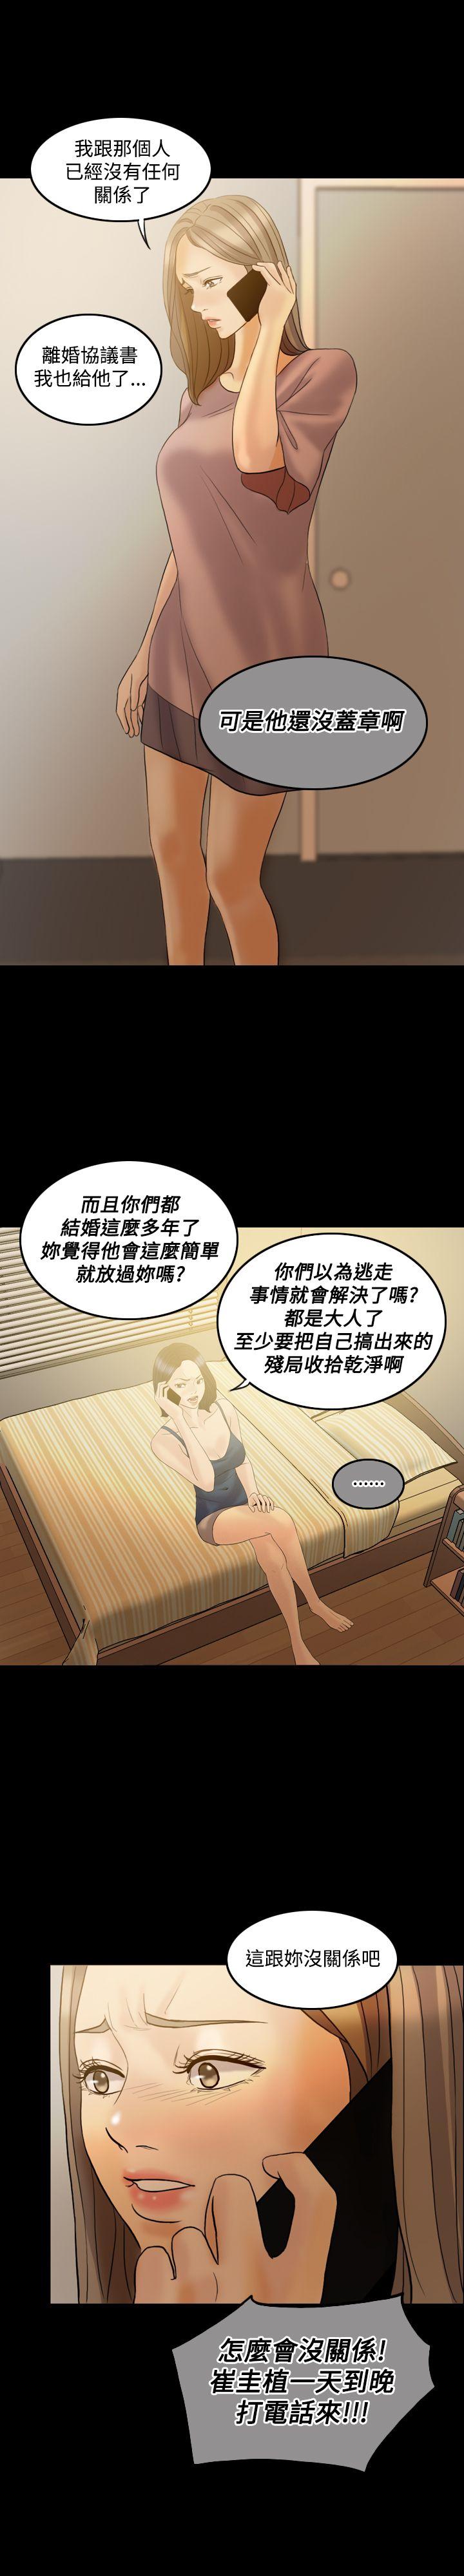 我跟那個人
已經沒有任何
關係了
離婚協議書
我也給他了…
可是他還沒蓋章啊
而且你們都
結婚這麼多年了
妳覺得他會這麼簡單
就放過妳嗎?
你們以為逃走
事情就會解決了嗎?
都是大人了
至少要把自己搞出來的
殘局收拾乾淨啊
……
這跟妳沒關係吧
怎麼會沒關係!
崔圭植一天到晚
打電話來!!!